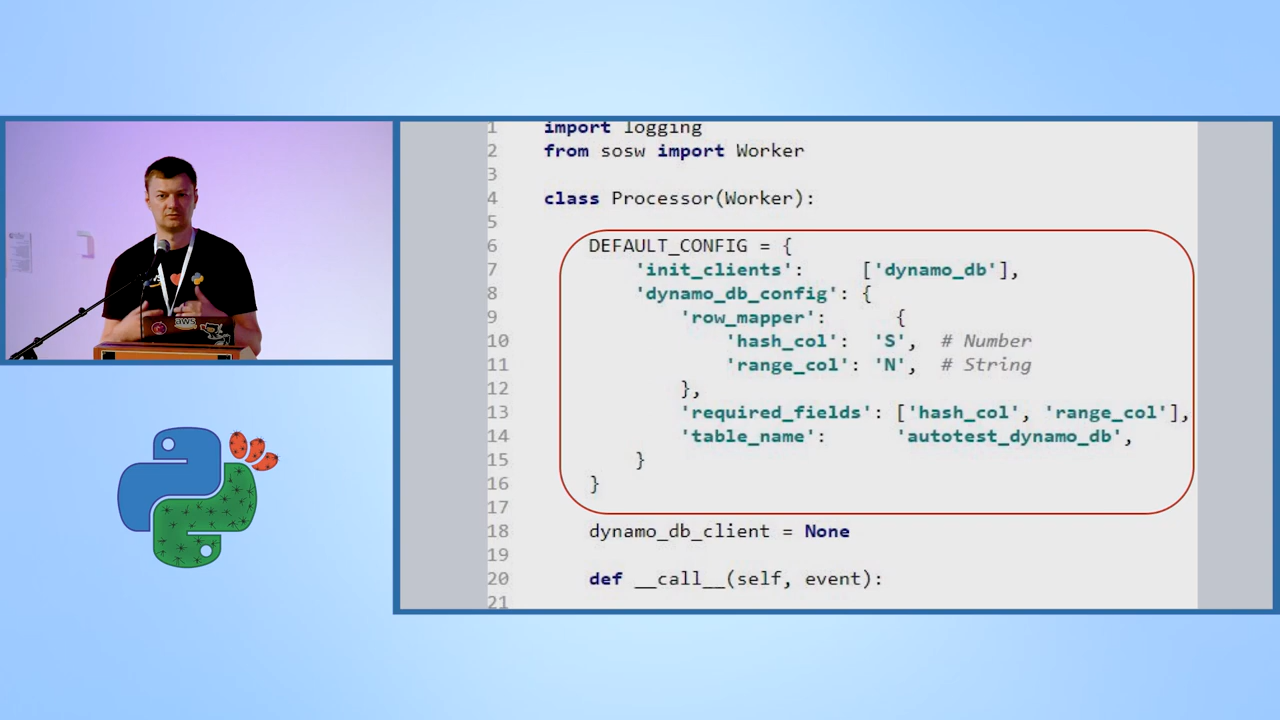 1 import logging
2 from sosw import Worker
3
4 class Processor(Worker):
5
6 DEFAULT_CONFIG = {
7 'init_clients': ['dynamo_db'],
8 'dynamo_db_config': {
9 'row_mapper': {
10 'hash_col': 'S', # Number
11 'range_col': 'N', # String
12 },
13 'required_fields': ['hash_col', 'range_col'],
14 'table_name': 'autotest_dynamo_db',
15 }
16 }
17
18 dynamo_db_client = None
19
20 def __call__(self, event):
21
aws